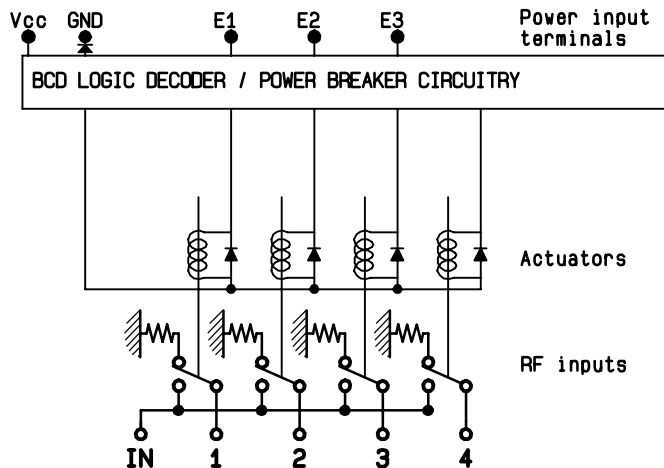 Vcc GND E1 E2 E3 Power input
terminals
BCD LOGIC DECODER / POWER BREAKER CIRCUITRY
Actuators
RF inputs
IN 1 2 3 4